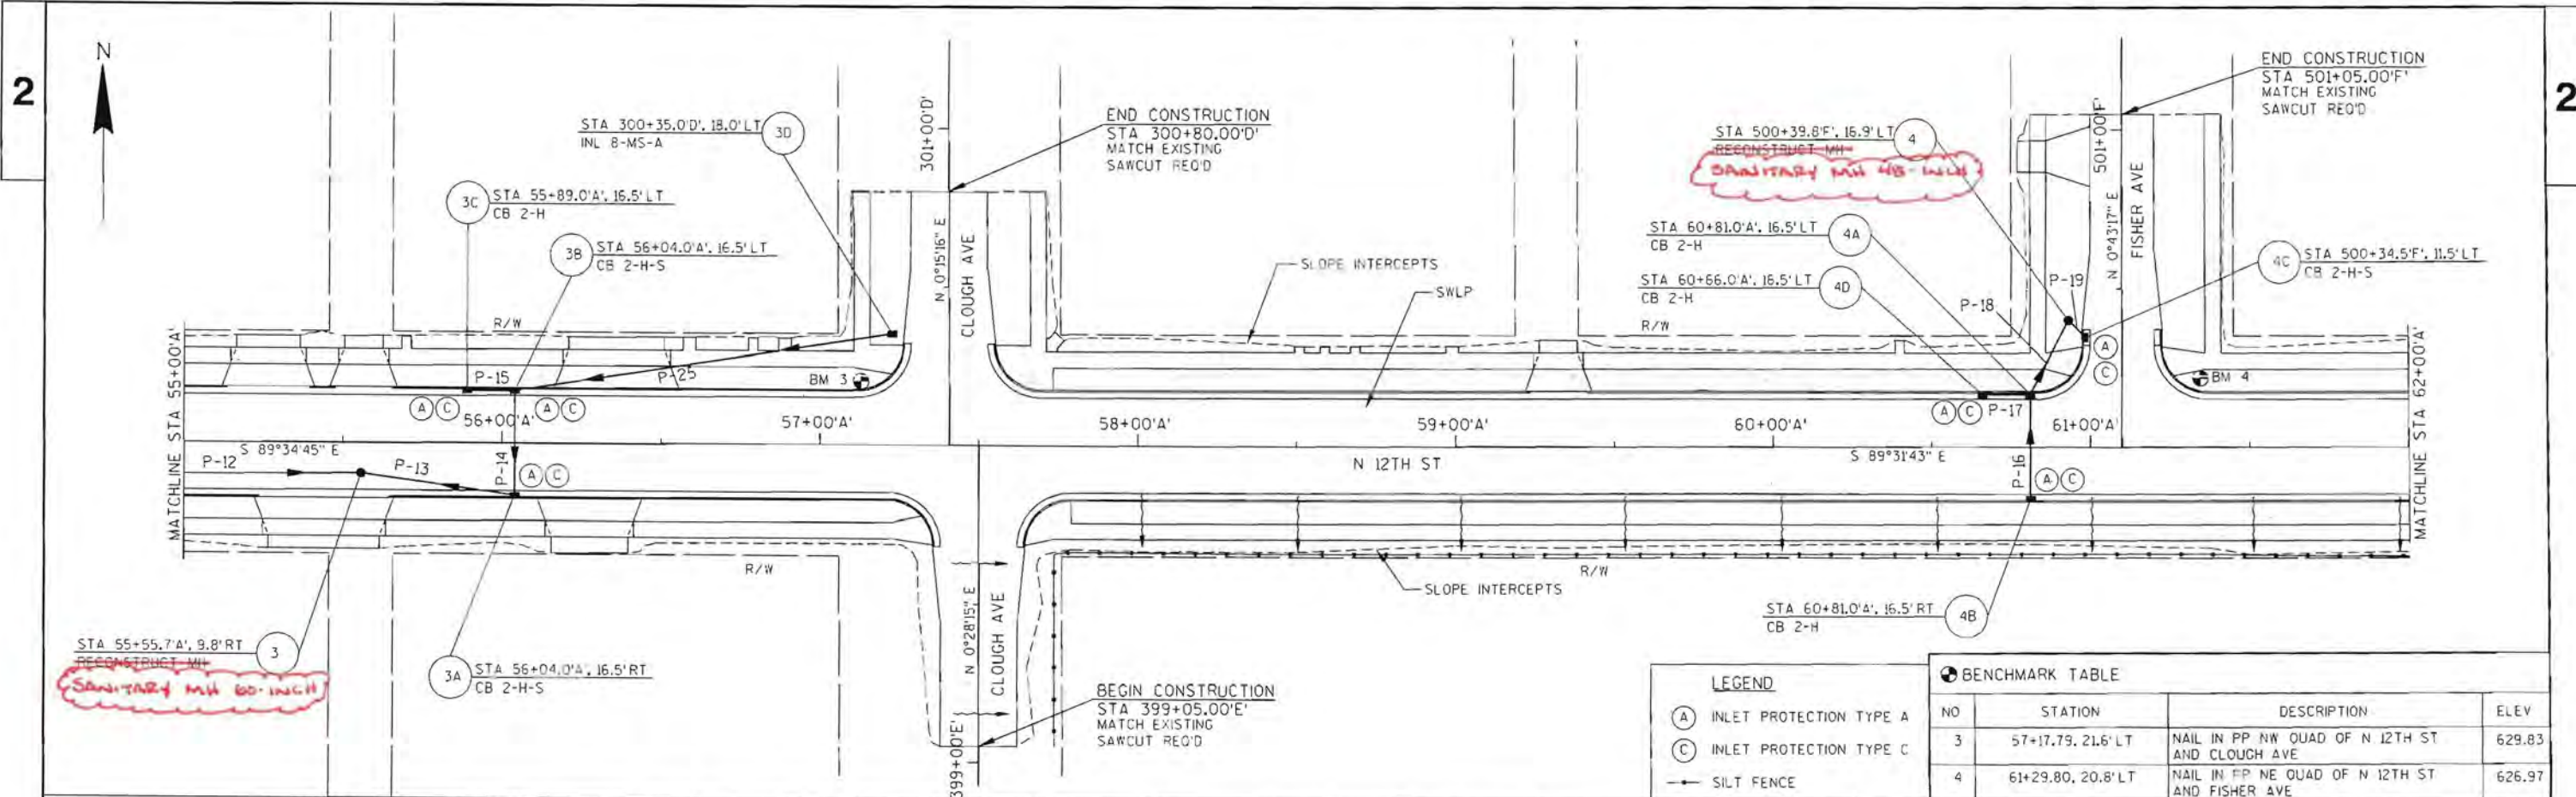 2
2
N
STA 300+35.0'D', 18.0' LT
INL 8-MS-A
3D
301+00'D'
END CONSTRUCTION
STA 300+80.00'D'
MATCH EXISTING
SAWCUT REQ'D
3C
STA 55+89.0'A', 16.5' LT
CB 2-H
3B
STA 56+04.0'A', 16.5' LT
CB 2-H-S
N 0°15'16" E
CLOUGH AVE
SLOPE INTERCEPTS
SWLP
STA 500+39.8'F', 16.9' LT
RECONSTRUCT MH
4
SANITARY MH 48-INCH
STA 60+81.0'A', 16.5' LT
CB 2-H
4A
STA 60+66.0'A', 16.5' LT
CB 2-H
4D
END CONSTRUCTION
STA 501+05.00'F'
MATCH EXISTING
SAWCUT REQ'D
501+00'F'
N 0°43'17" E
FISHER AVE
4C
STA 500+34.5'F', 11.5' LT
CB 2-H-S
P-19
P-18
R/W
R/W
MATCHLINE STA 55+00'A'
MATCHLINE STA 62+00'A'
P-15
P-25
BM 3
BM 4
A C
A C
A C
P-17
A
C
56+00'A'
57+00'A'
58+00'A'
59+00'A'
60+00'A'
61+00'A'
S 89°34'45" E
P-12
P-13
P-14
A C
N 12TH ST
S 89°31'43" E
P-16
A C
R/W
R/W
SLOPE INTERCEPTS
STA 55+55.7'A', 9.8' RT
RECONSTRUCT MH
3
SANITARY MH 60-INCH
3A
STA 56+04.0'A', 16.5' RT
CB 2-H-S
N 0°28'15" E
CLOUGH AVE
399+00'E'
BEGIN CONSTRUCTION
STA 399+05.00'E'
MATCH EXISTING
SAWCUT REQ'D
STA 60+81.0'A', 16.5' RT
CB 2-H
4B
LEGEND
A INLET PROTECTION TYPE A
C INLET PROTECTION TYPE C
SILT FENCE
BENCHMARK TABLE
NO STATION DESCRIPTION ELEV
3 57+17.79, 21.6' LT NAIL IN PP NW QUAD OF N 12TH ST AND CLOUGH AVE 629.83
4 61+29.80, 20.8' LT NAIL IN PP NE QUAD OF N 12TH ST AND FISHER AVE 626.97